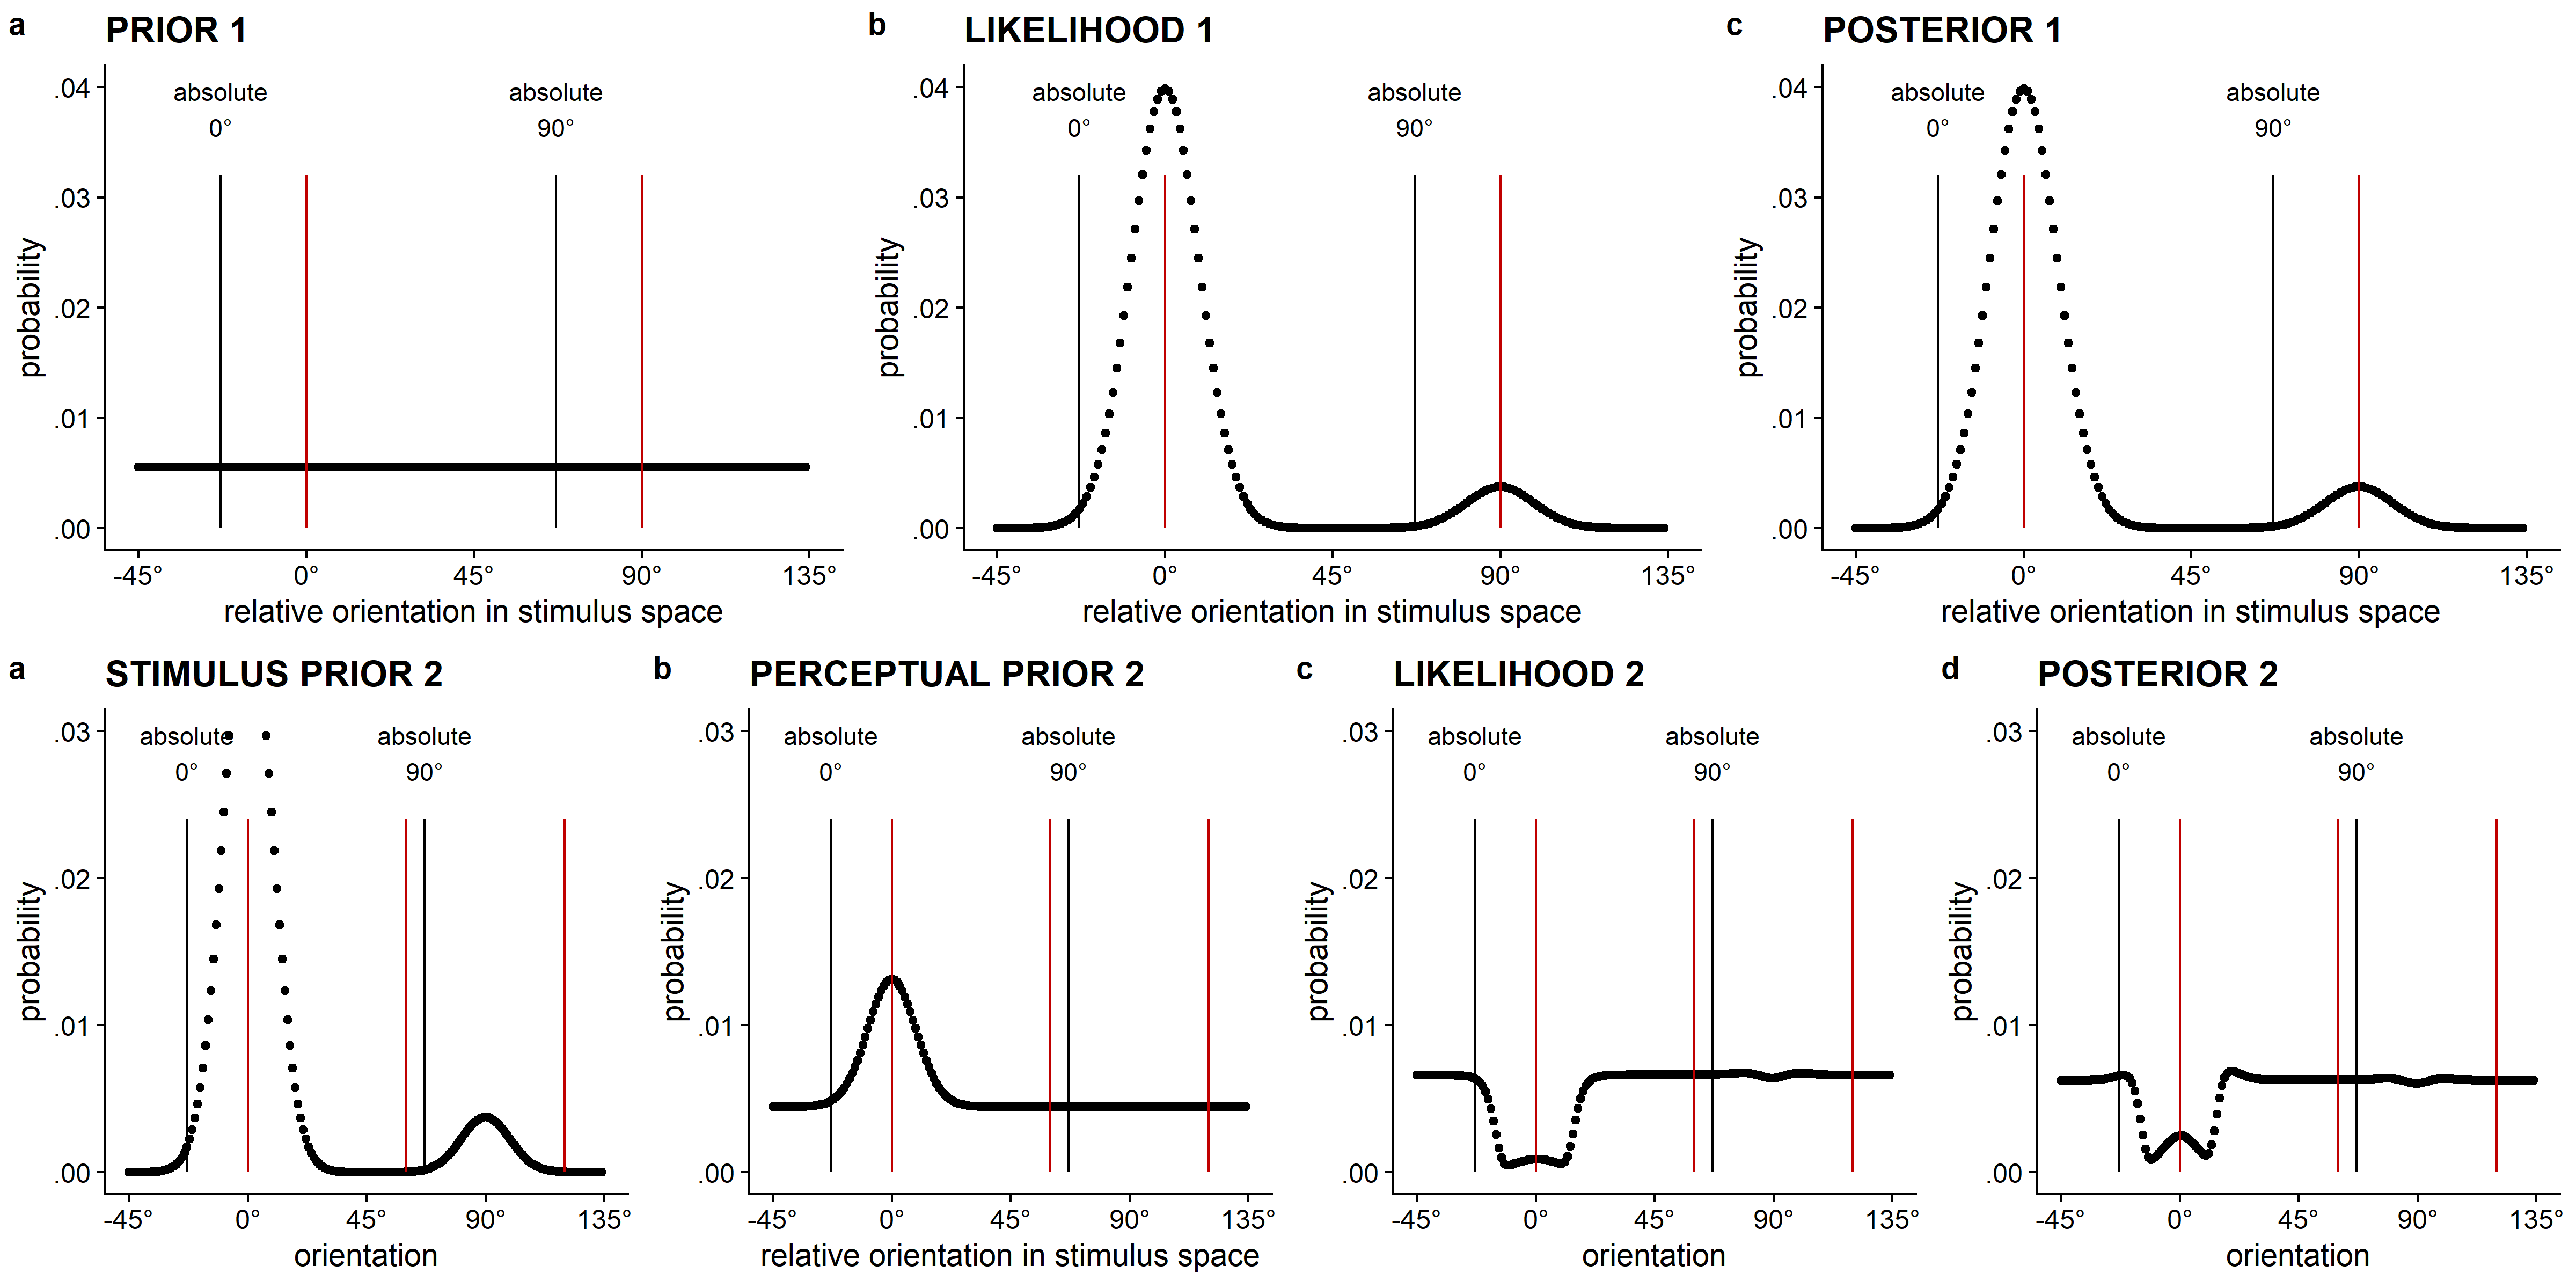 a PRIOR 1
.04
.03
.02
.01
.00
absolute
0°
absolute
90°
probability
-45° 0° 45° 90° 135°
relative orientation in stimulus space
b LIKELIHOOD 1
.04
.03
.02
.01
.00
absolute
0°
absolute
90°
probability
-45° 0° 45° 90° 135°
relative orientation in stimulus space
c POSTERIOR 1
.04
.03
.02
.01
.00
absolute
0°
absolute
90°
probability
-45° 0° 45° 90° 135°
relative orientation in stimulus space
a STIMULUS PRIOR 2
.03
.02
.01
.00
absolute
0°
absolute
90°
probability
-45° 0° 45° 90° 135°
orientation
b PERCEPTUAL PRIOR 2
.03
.02
.01
.00
absolute
0°
absolute
90°
probability
-45° 0° 45° 90° 135°
relative orientation in stimulus space
c LIKELIHOOD 2
.03
.02
.01
.00
absolute
0°
absolute
90°
probability
-45° 0° 45° 90° 135°
orientation
d POSTERIOR 2
.03
.02
.01
.00
absolute
0°
absolute
90°
probability
-45° 0° 45° 90° 135°
orientation